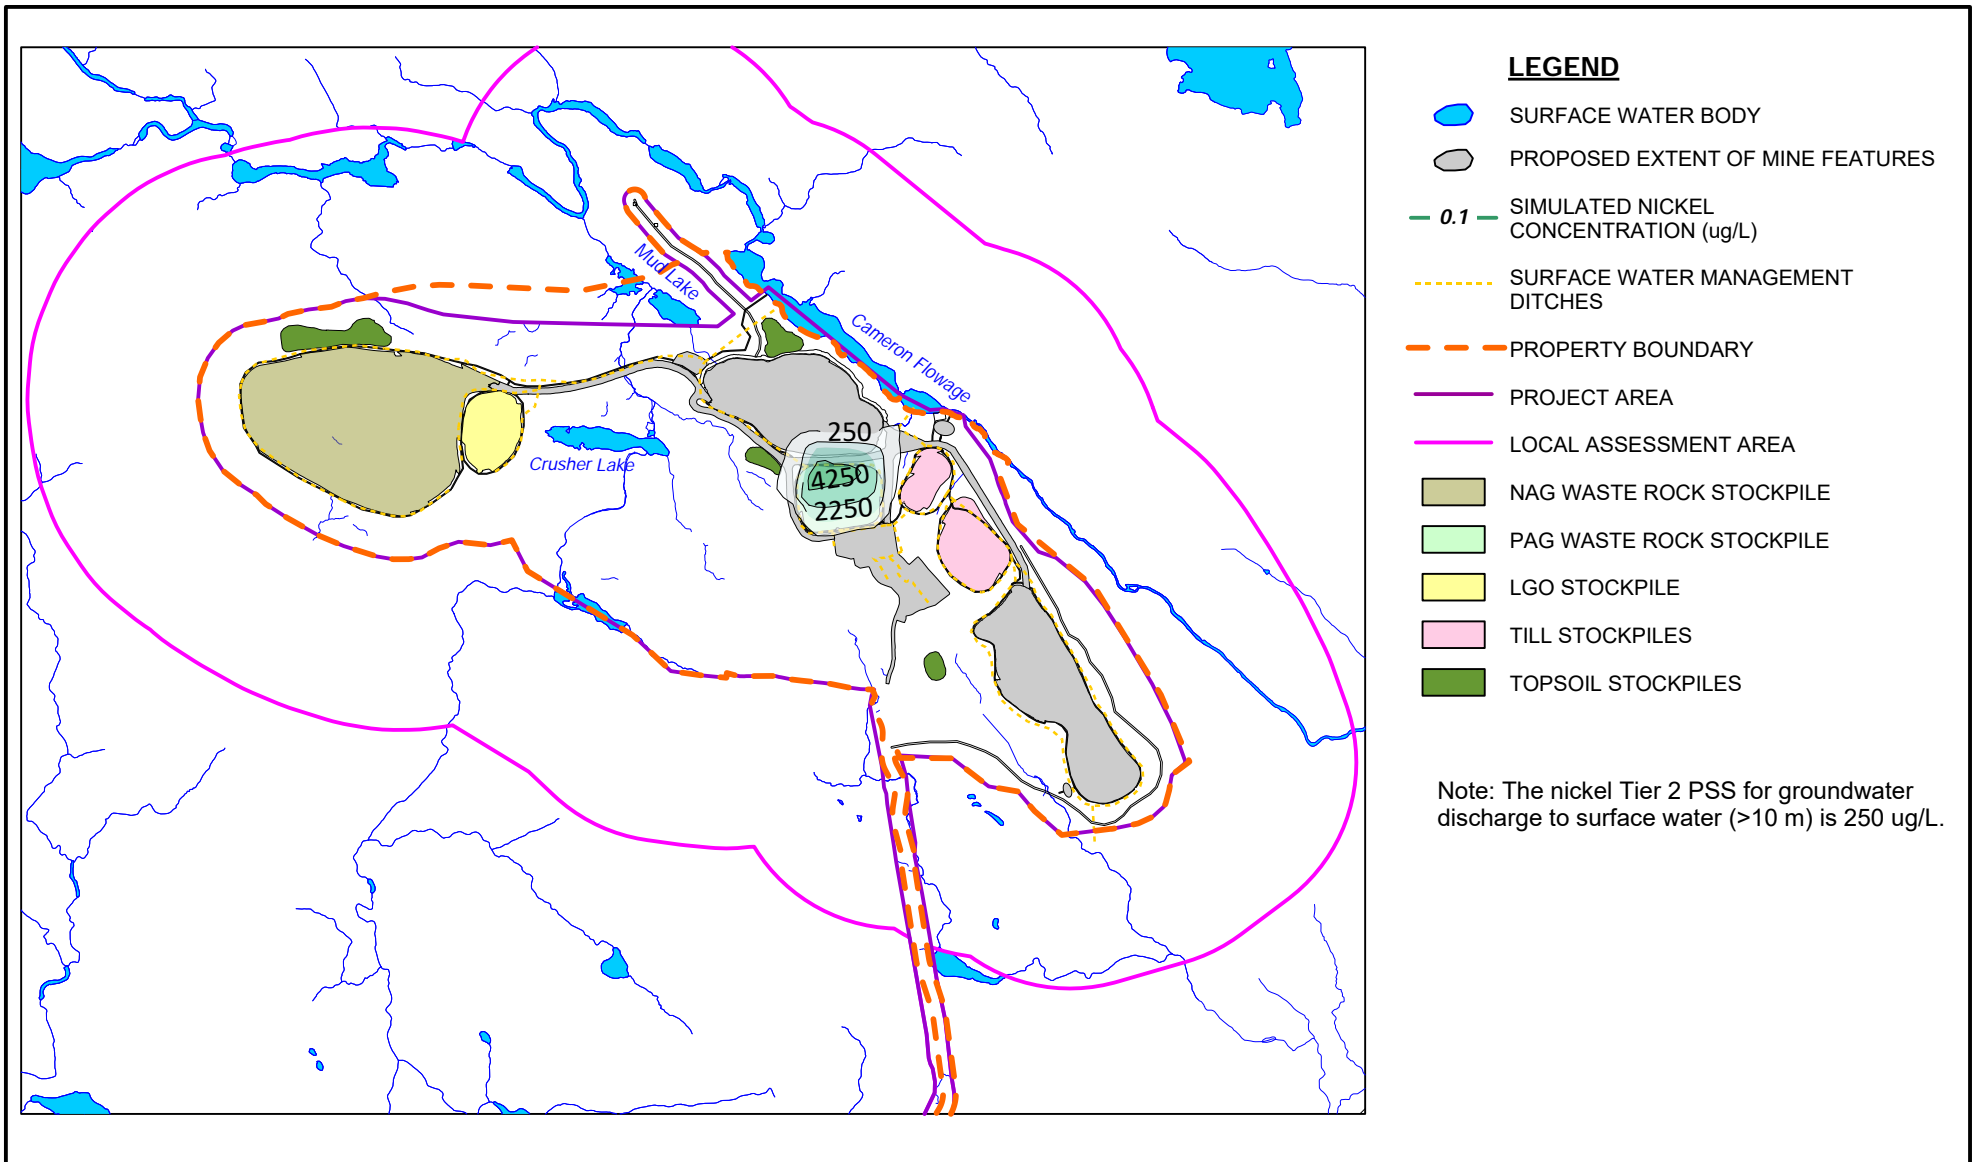 LEGEND
SURFACE WATER BODY
PROPOSED EXTENT OF MINE FEATURES
0.1
SIMULATED NICKEL
CONCENTRATION (ug/L)
SURFACE WATER MANAGEMENT
DITCHES
PROPERTY BOUNDARY
PROJECT AREA
LOCAL ASSESSMENT AREA
NAG WASTE ROCK STOCKPILE
PAG WASTE ROCK STOCKPILE
LGO STOCKPILE
TILL STOCKPILES
TOPSOIL STOCKPILES
Note: The nickel Tier 2 PSS for groundwater
discharge to surface water (>10 m) is 250 ug/L.
Mud Lake
Cameron Flowage
Crusher Lake
250
4250
2250